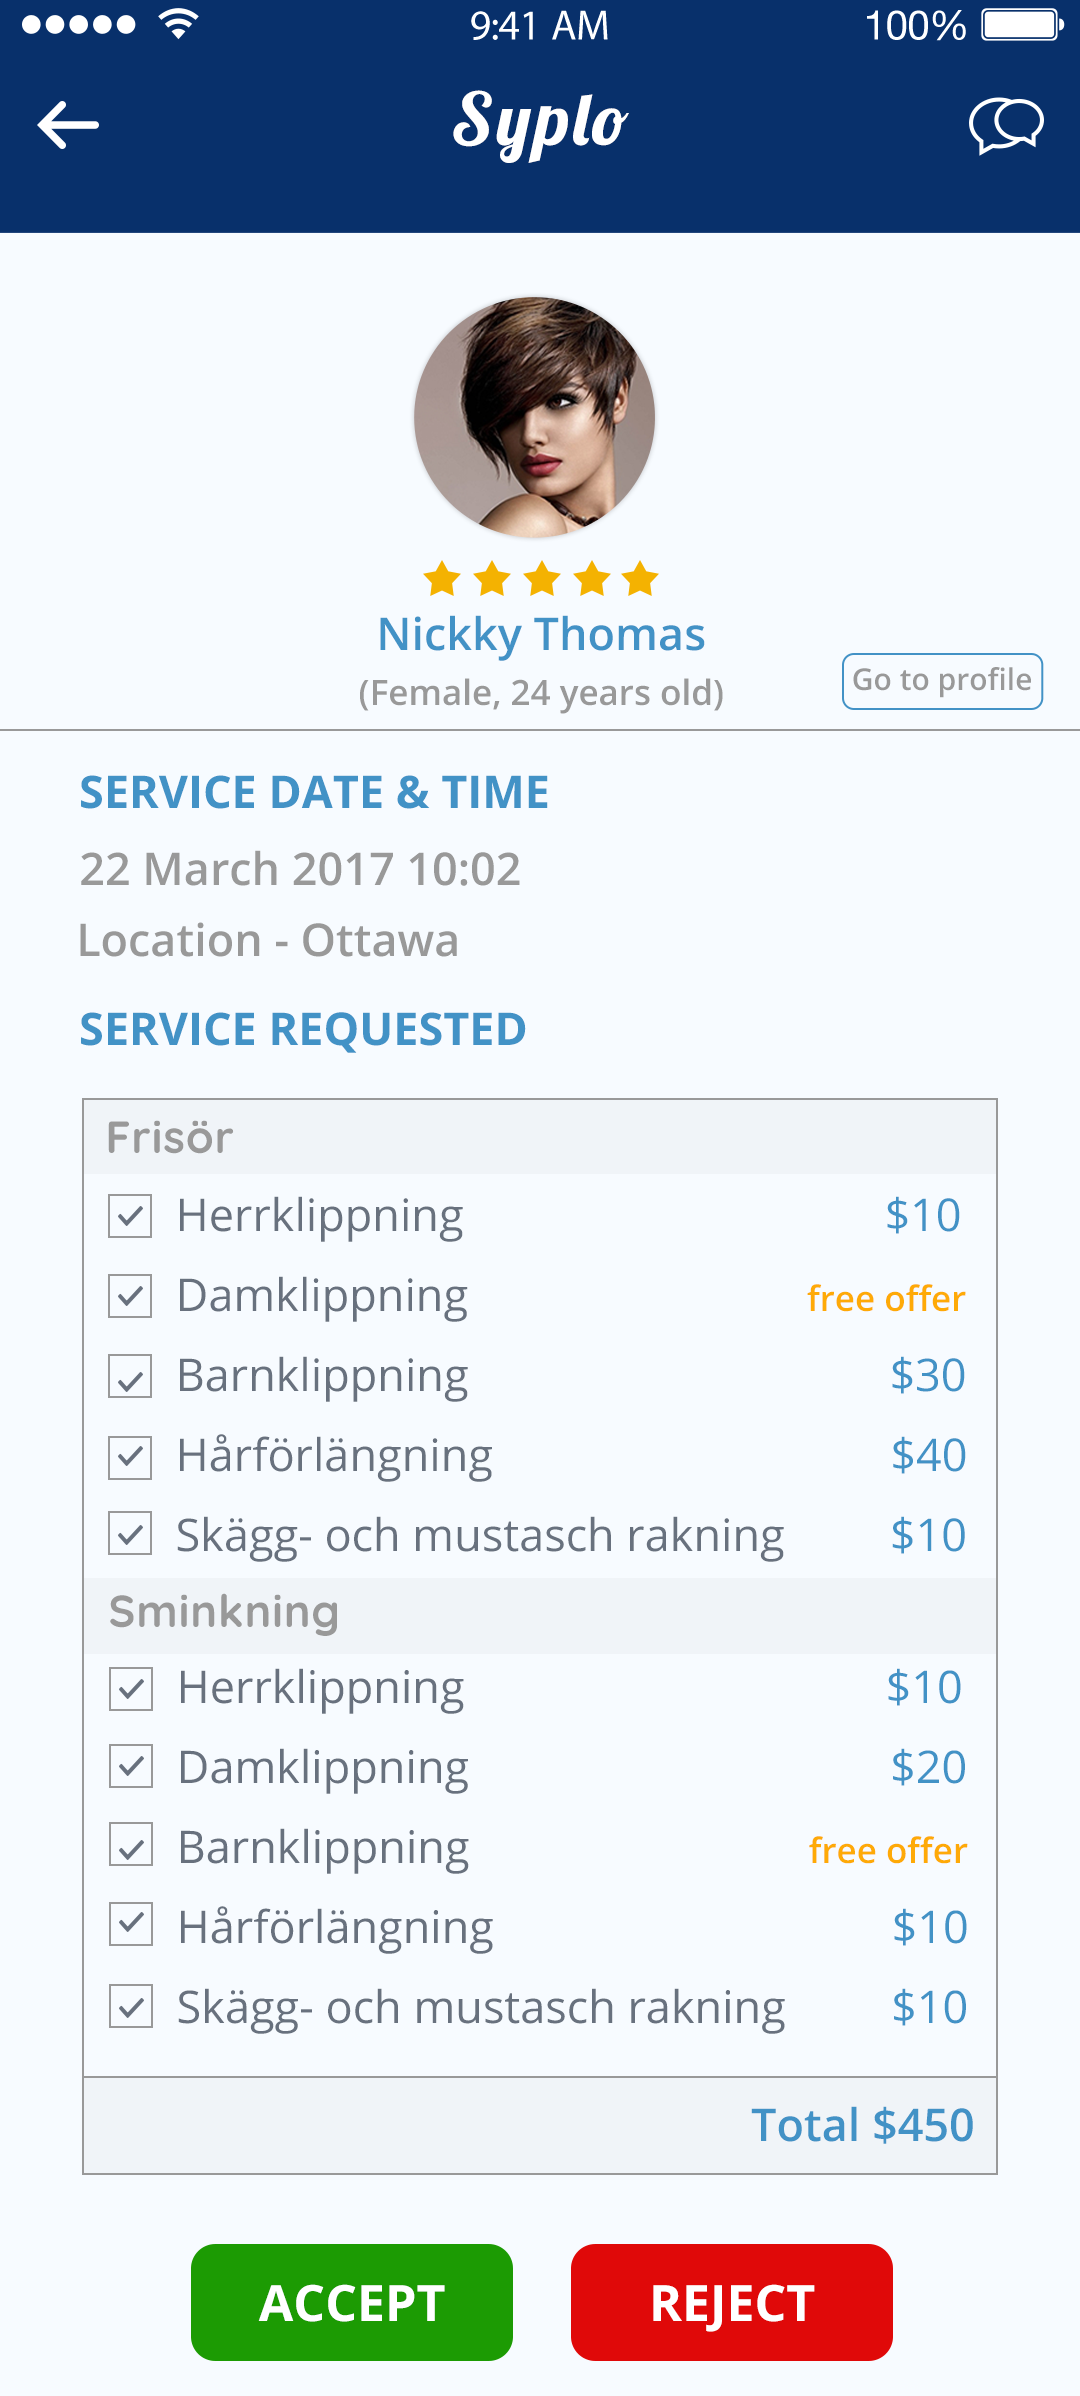 9:41 AM 100%
Syplo
Nickky Thomas
(Female, 24 years old)
Go to profile
SERVICE DATE & TIME
22 March 2017 10:02
Location - Ottawa
SERVICE REQUESTED
Frisör
Herrklippning $10
Damklippning free offer
Barnklippning $30
Hårförlängning $40
Skägg- och mustasch rakning $10
Sminkning
Herrklippning $10
Damklippning $20
Barnklippning free offer
Hårförlängning $10
Skägg- och mustasch rakning $10
Total $450
ACCEPT REJECT